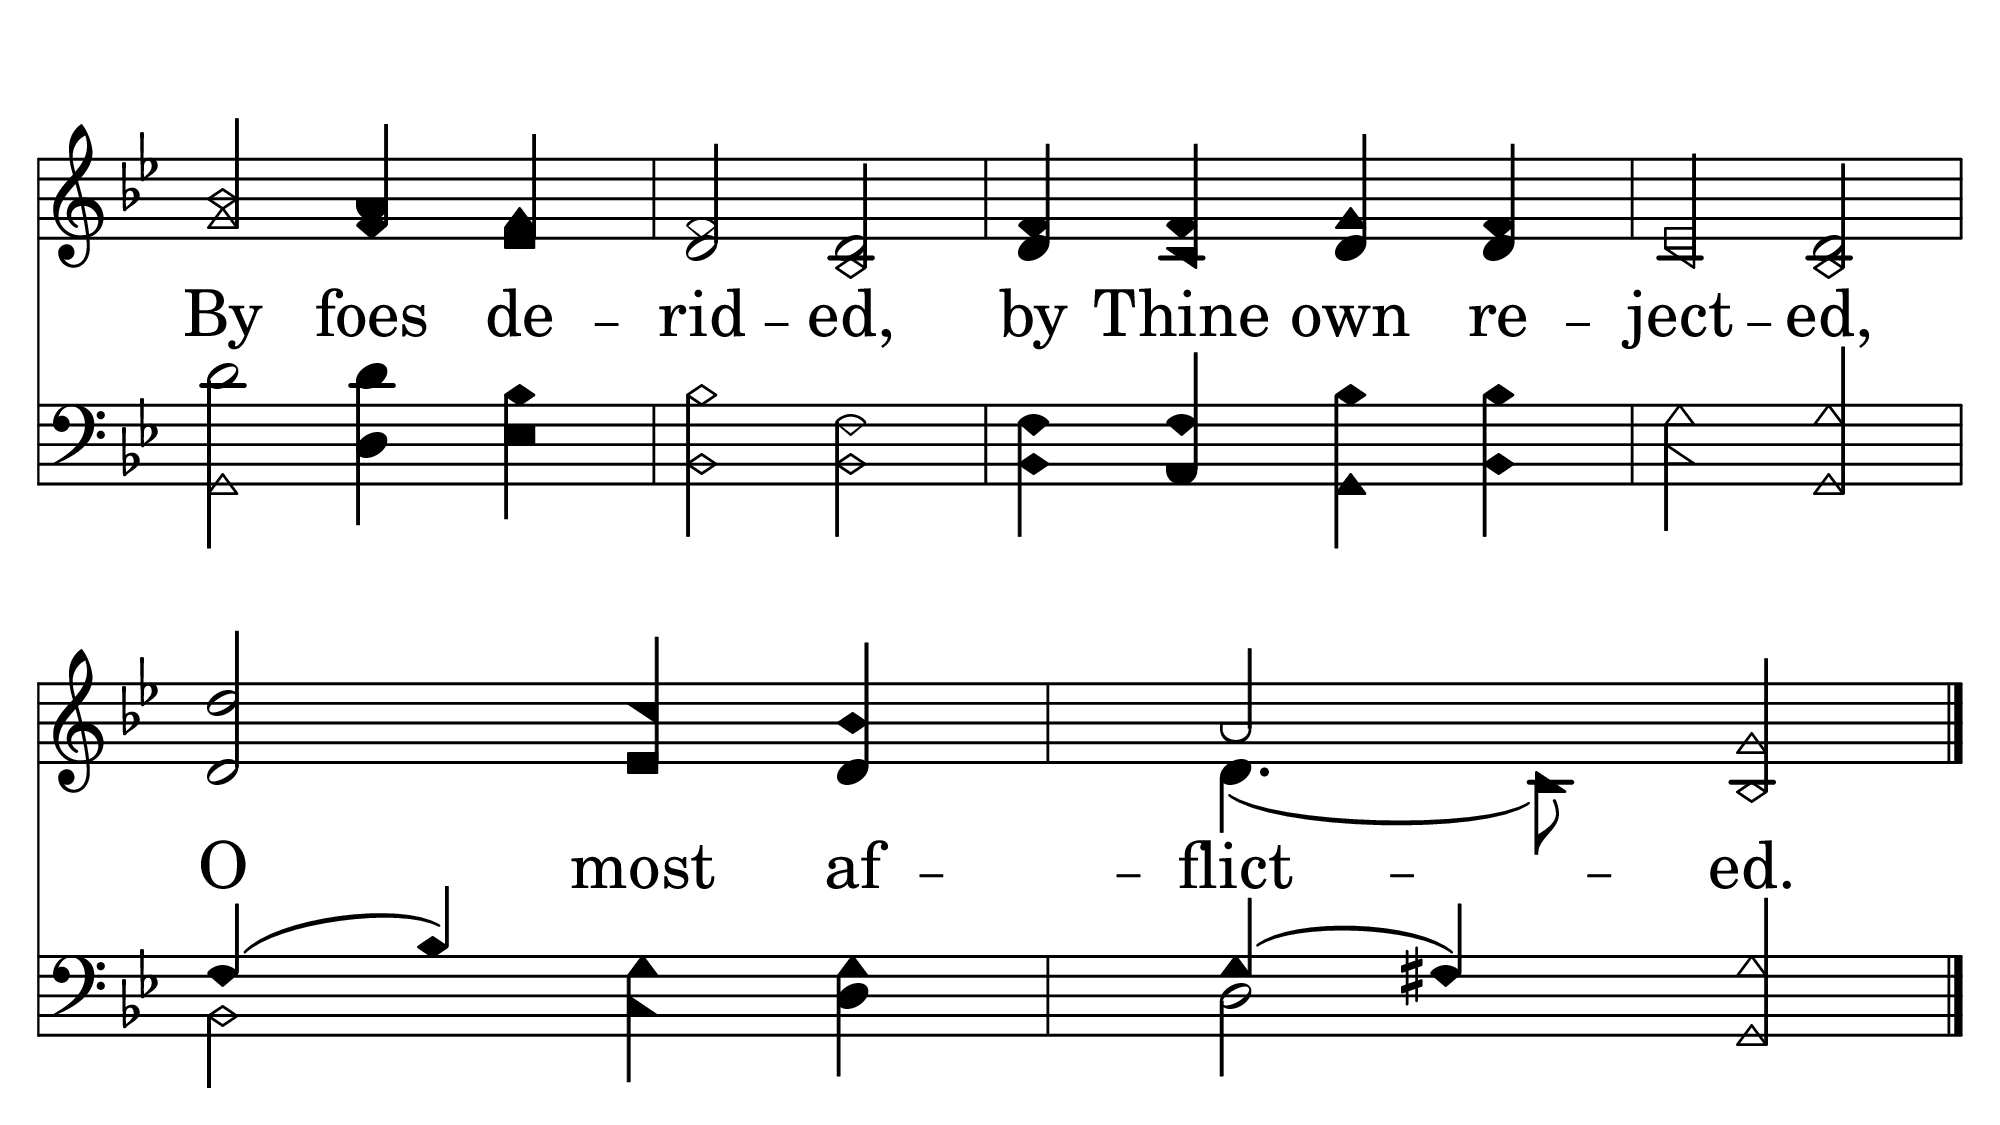 By foes de – rid – ed, by Thine own re – ject – ed,
O most af – – flict – – ed.